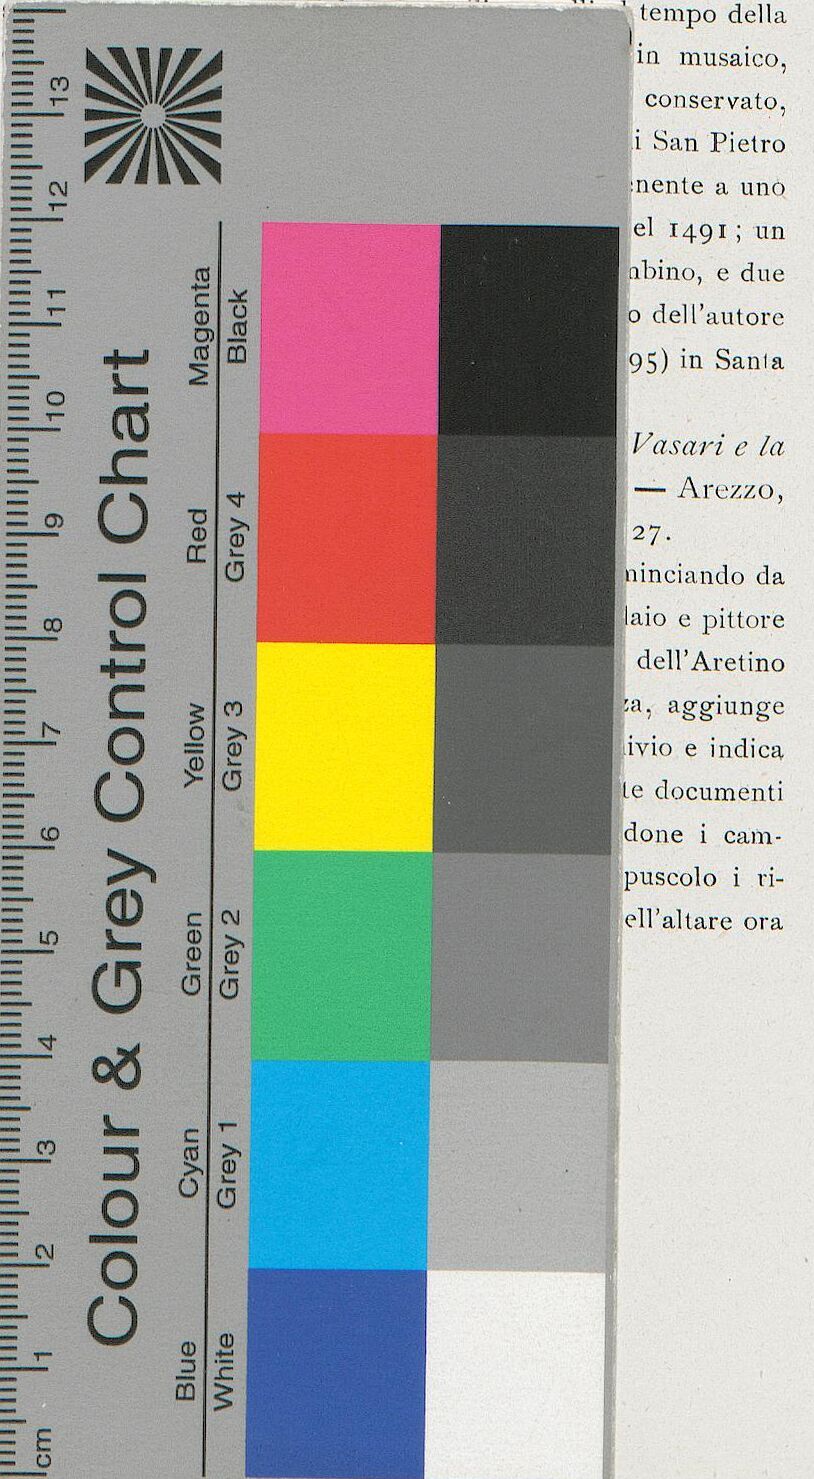 Colour & Grey Control Chart
Blue Cyan Green Yellow Red Magenta
White Grey 1 Grey 2 Grey 3 Grey 4 Black
cm 1 2 3 4 5 6 7 8 9 10 11 12 13
tempo della
in musaico,
conservato,
i San Pietro
nente a uno
el 1491; un
mbino, e due
o dell'autore
95) in Santa
Vasari e la
— Arezzo,
27.
minciando da
laio e pittore
dell'Aretino
za, aggiunge
ivio e indica
te documenti
done i cam-
puscolo i ri-
ell'altare ora